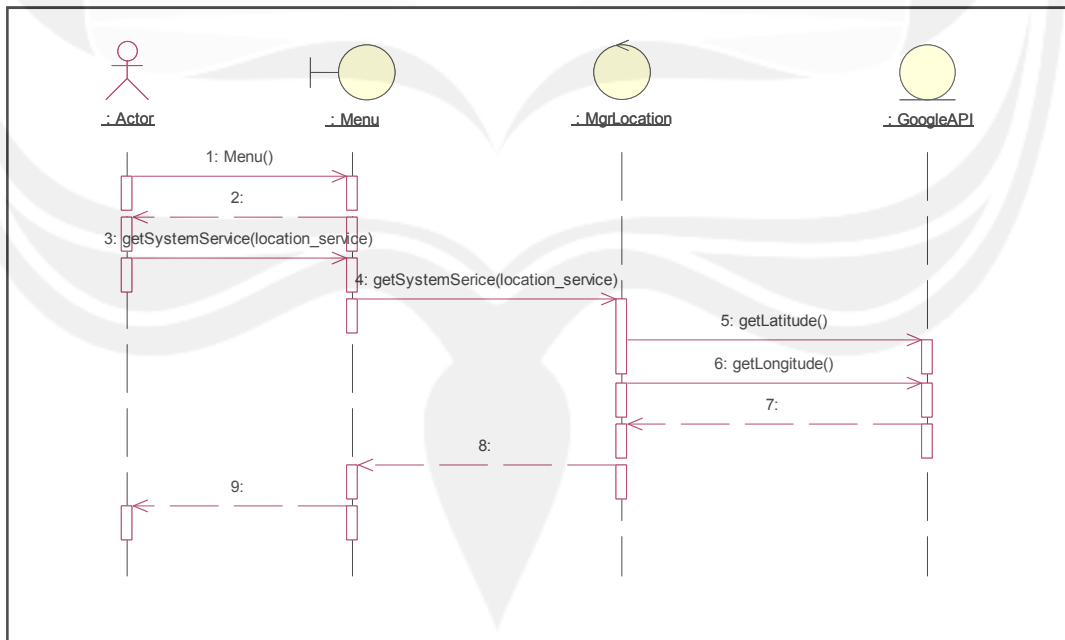 : Actor
: Menu
: MgrLocation
: GoogleAPI
1: Menu()
2:
3: getSystemService(location_service)
4: getSystemSerice(location_service)
5: getLatitude()
6: getLongitude()
7:
8:
9: